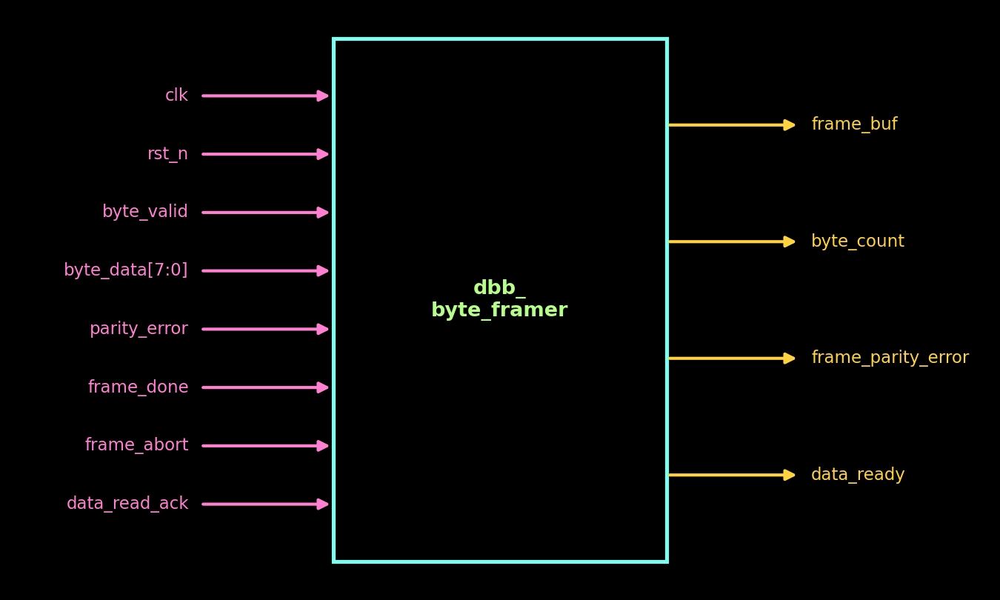 clk
rst_n
byte_valid
byte_data[7:0]
parity_error
frame_done
frame_abort
data_read_ack
dbb_
byte_framer
frame_buf
byte_count
frame_parity_error
data_ready